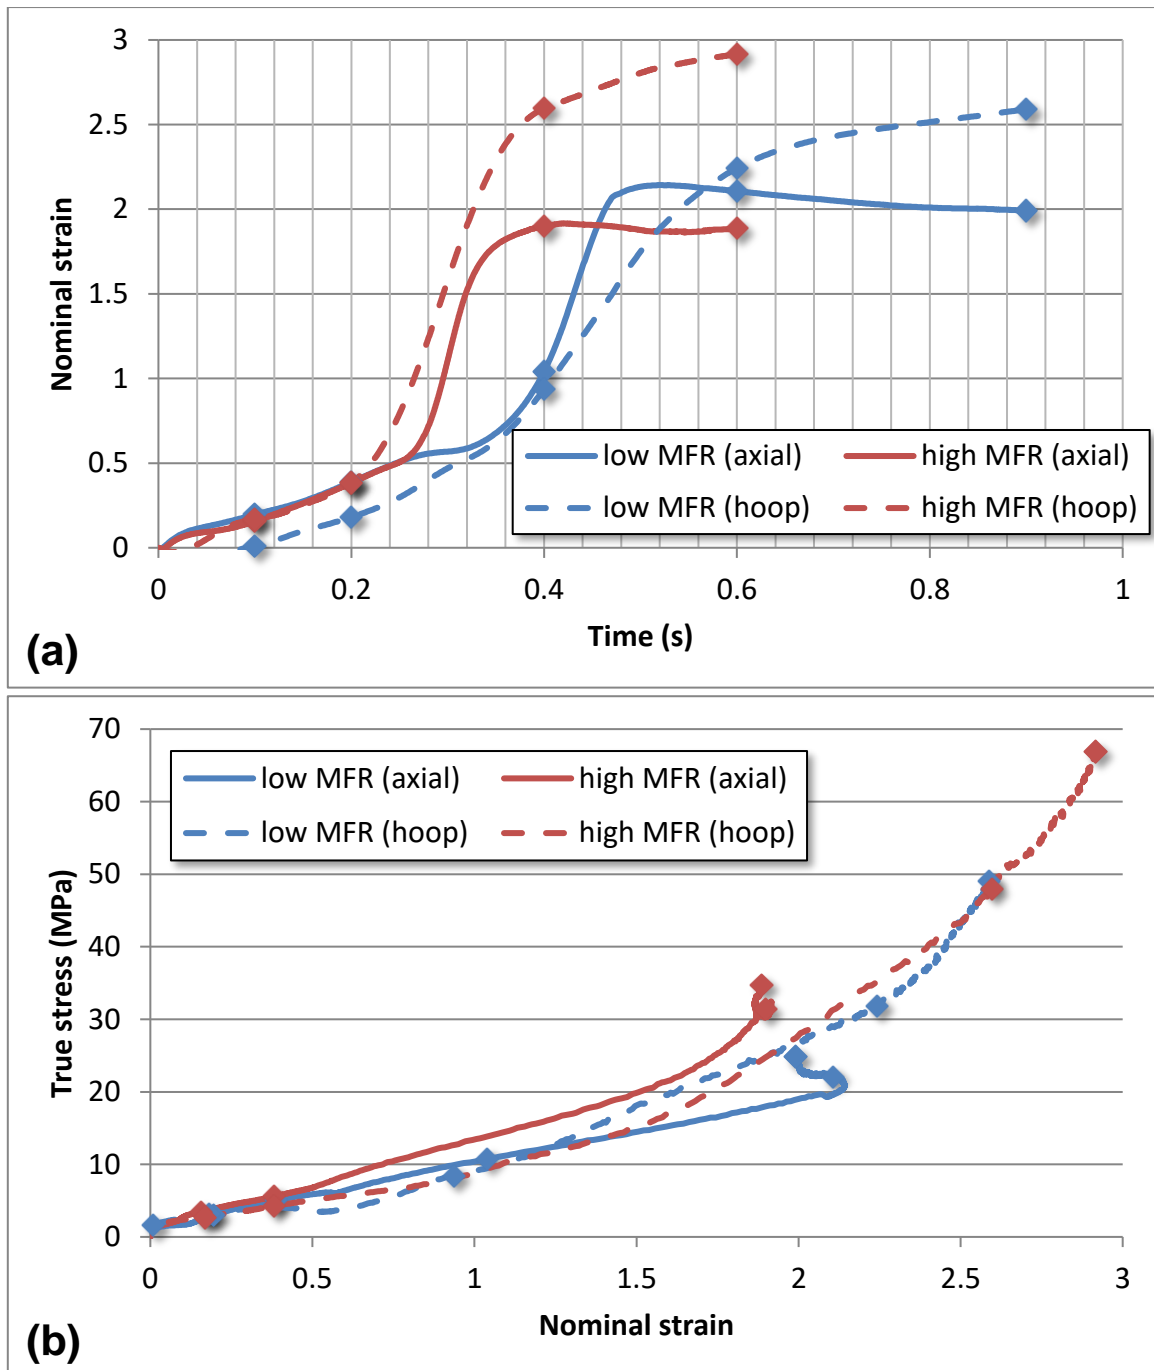 3
2.5
2
1.5
1
0.5
0
Nominal strain
low MFR (axial) high MFR (axial)
low MFR (hoop) high MFR (hoop)
0 0.2 0.4 0.6 0.8 1
Time (s)
(a)
70
60
50
40
30
20
10
0
True stress (MPa)
low MFR (axial) high MFR (axial)
low MFR (hoop) high MFR (hoop)
0 0.5 1 1.5 2 2.5 3
Nominal strain
(b)